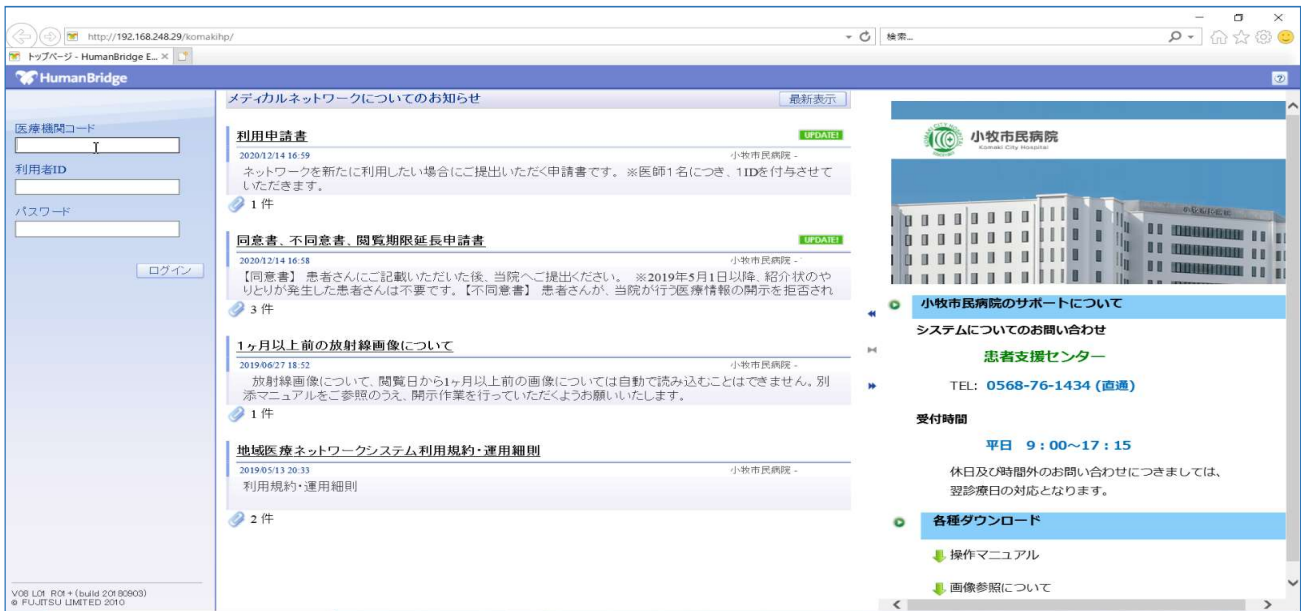 http://192.168.248.29/komakihp/
検索...
トップページ - HumanBridge E...
HumanBridge
医療機関コード
利用者ID
パスワード
ログイン
V08 L01 R01+(build 20180903)
© FUJITSU LIMITED 2010
メディカルネットワークについてのお知らせ
最新表示
利用申請書
UPDATE!
2020/12/14 16:59
小牧市民病院 -
ネットワークを新たに利用したい場合にご提出いただく申請書です。※医師1名につき、1IDを付与させて
いただきます。
1 件
同意書、不同意書、閲覧期限延長申請書
UPDATE!
2020/12/14 16:58
小牧市民病院 -
【同意書】 患者さんにご記載いただいた後、当院へご提出ください。 ※2019年5月1日以降、紹介状のや
りとりが発生した患者さんは不要です。【不同意書】 患者さんが、当院が行う医療情報の開示を拒否され
3 件
1ヶ月以上前の放射線画像について
2019/06/27 18:52
小牧市民病院 -
放射線画像について、閲覧日から1ヶ月以上前の画像については自動で読み込むことはできません。別
添マニュアルをご参照のうえ、開示作業を行っていただくようお願いいたします。
1 件
地域医療ネットワークシステム利用規約・運用細則
2019/05/13 20:33
小牧市民病院 -
利用規約・運用細則
2 件
小牧市民病院
Komaki City Hospital
小牧市民病院のサポートについて
システムについてのお問い合わせ
患者支援センター
TEL: 0568-76-1434 (直通)
受付時間
平日 9：00～17：15
休日及び時間外のお問い合わせにつきましては、
翌診療日の対応となります。
各種ダウンロード
操作マニュアル
画像参照について